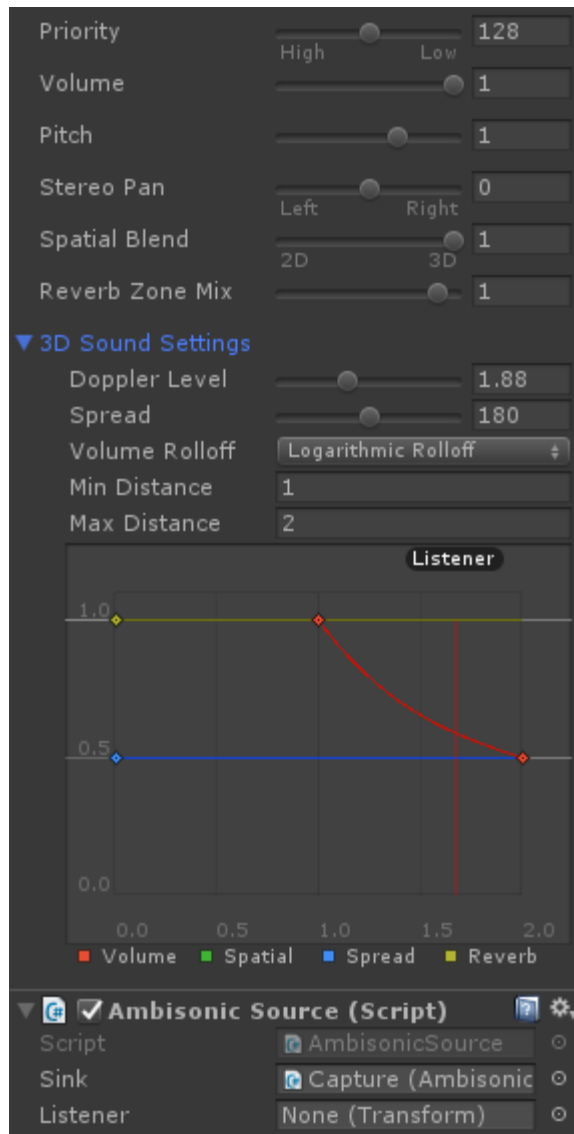 Priority 128
High Low
Volume 1
Pitch 1
Stereo Pan 0
Left Right
Spatial Blend 1
2D 3D
Reverb Zone Mix 1
3D Sound Settings
Doppler Level 1.88
Spread 180
Volume Rolloff Logarithmic Rolloff
Min Distance 1
Max Distance 2
Listener
1.0
0.5
0.0
0.0 0.5 1.0 1.5 2.0
Volume Spatial Spread Reverb
C# Ambisonic Source (Script)
Script AmbisonicSource
Sink Capture (Ambisonic
Listener None (Transform)